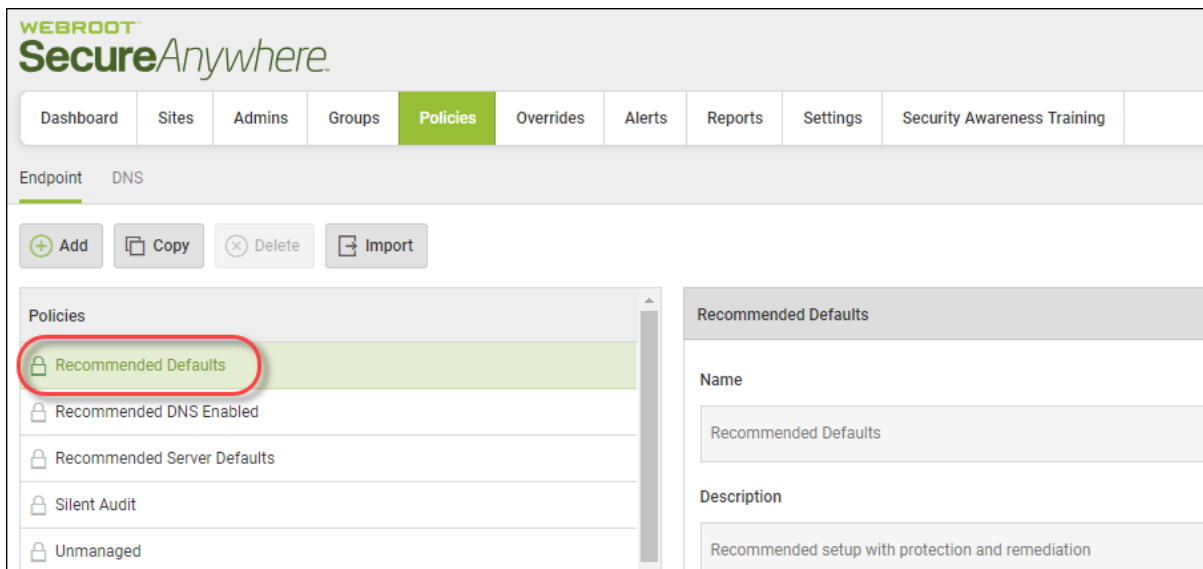 WEBROOT™
SecureAnywhere.
Dashboard Sites Admins Groups Policies Overrides Alerts Reports Settings Security Awareness Training
Endpoint DNS
Add Copy Delete Import
Policies
Recommended Defaults
Recommended DNS Enabled
Recommended Server Defaults
Silent Audit
Unmanaged
Recommended Defaults
Name
Recommended Defaults
Description
Recommended setup with protection and remediation